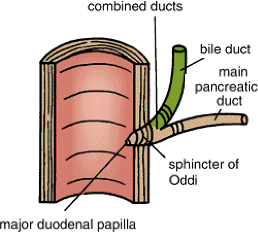 combined ducts
bile duct
main
pancreatic
duct
sphincter of
Oddi
major duodenal papilla